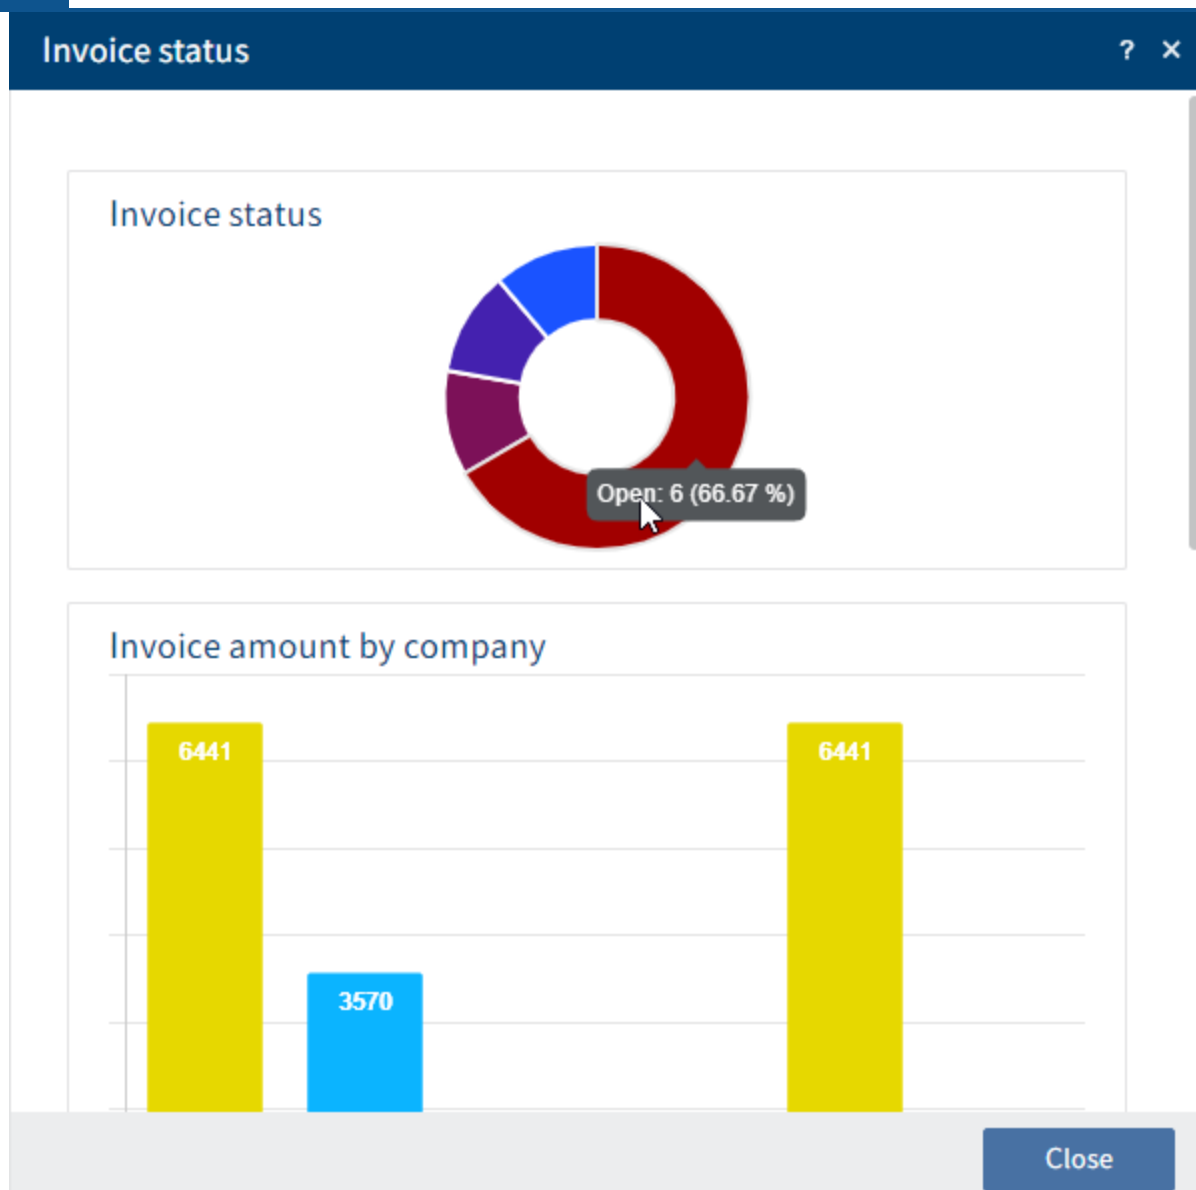 Invoice status
? ×
Invoice status
Open: 6 (66.67 %)
Invoice amount by company
6441
6441
3570
Close